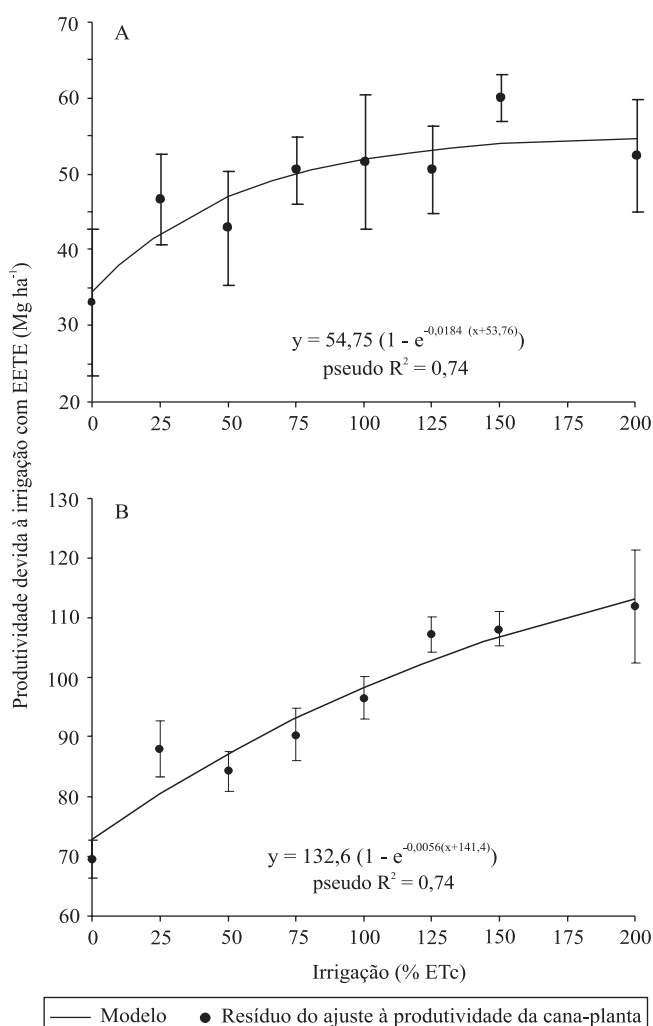 Produtividade devida à irrigação com EETE (Mg ha⁻¹)
70
A
60
50
40
30
20
y = 54,75 (1 - e^-0,0184 (x+53,76))
pseudo R² = 0,74
0 25 50 75 100 125 150 200
130
B
120
110
100
90
80
70
60
y = 132,6 (1 - e^-0,0056(x+141,4))
pseudo R² = 0,74
0 25 50 75 100 125 150 175 200
Irrigação (% ETc)
Modelo
Resíduo do ajuste à produtividade da cana-planta